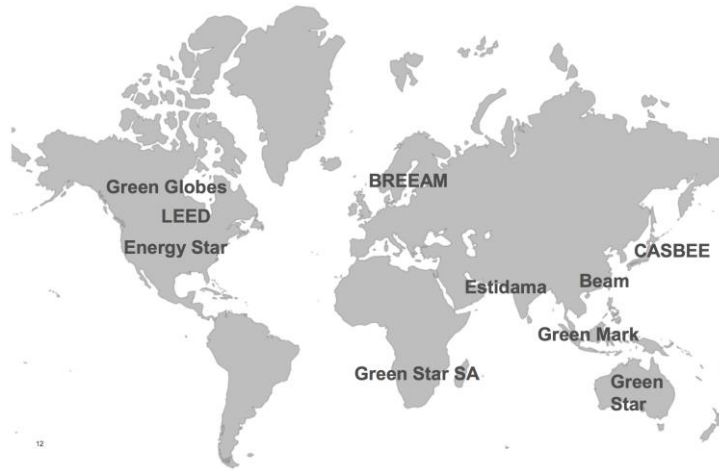 Green Globes
BREEAM
LEED
Energy Star
CASBEE
Estidama
Beam
Green Mark
Green Star SA
Green
Star
12